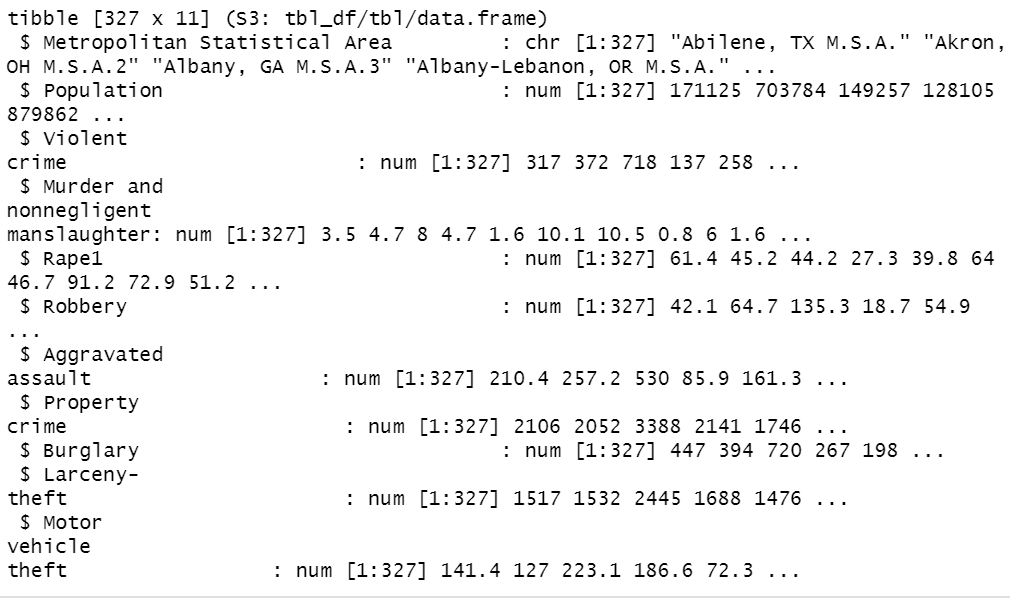 tibble [327 x 11] (S3: tbl_df/tbl/data.frame)
 $ Metropolitan Statistical Area         : chr [1:327] "Abilene, TX M.S.A." "Akron,
OH M.S.A.2" "Albany, GA M.S.A.3" "Albany-Lebanon, OR M.S.A." ...
 $ Population                            : num [1:327] 171125 703784 149257 128105
879862 ...
 $ Violent
crime                        : num [1:327] 317 372 718 137 258 ...
 $ Murder and
nonnegligent
manslaughter: num [1:327] 3.5 4.7 8 4.7 1.6 10.1 10.5 0.8 6 1.6 ...
 $ Rape1                                 : num [1:327] 61.4 45.2 44.2 27.3 39.8 64
46.7 91.2 72.9 51.2 ...
 $ Robbery                               : num [1:327] 42.1 64.7 135.3 18.7 54.9
...
 $ Aggravated
assault                   : num [1:327] 210.4 257.2 530 85.9 161.3 ...
 $ Property
crime                       : num [1:327] 2106 2052 3388 2141 1746 ...
 $ Burglary                              : num [1:327] 447 394 720 267 198 ...
 $ Larceny-
theft                       : num [1:327] 1517 1532 2445 1688 1476 ...
 $ Motor
vehicle
theft                 : num [1:327] 141.4 127 223.1 186.6 72.3 ...